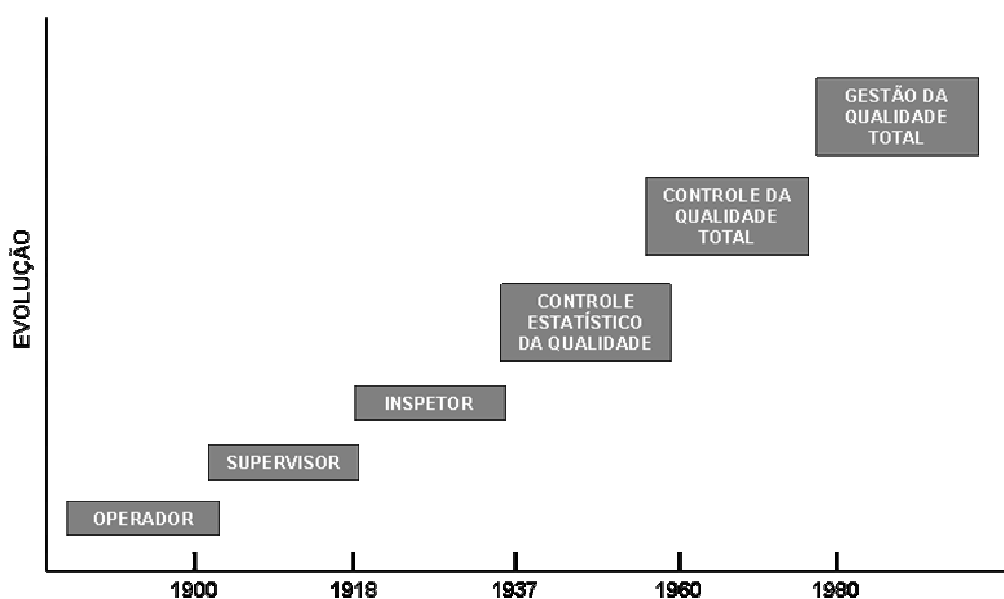 GESTÃO DA
QUALIDADE
TOTAL
CONTROLE DA
QUALIDADE
TOTAL
EVOLUÇÃO
CONTROLE
ESTATÍSTICO
DA QUALIDADE
INSPETOR
SUPERVISOR
OPERADOR
1900 1918 1937 1960 1980